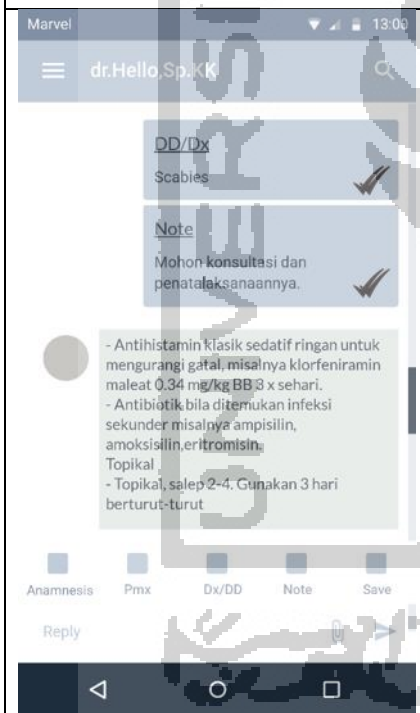 Marvel 13:00
dr.Hello,Sp.KK
DD/Dx
Scabies
Note
Mohon konsultasi dan
penatalaksanaannya.
- Antihistamin klasik sedatif ringan untuk
mengurangi gatal, misalnya klorfeniramin
maleat 0.34 mg/kg BB 3 x sehari.
- Antibiotik bila ditemukan infeksi
sekunder misalnya ampisilin,
amoksisilin,eritromisin.
Topikal
- Topikal, salep 2-4. Gunakan 3 hari
berturut-turut
Anamnesis Pmx Dx/DD Note Save
Reply
UNIVERSI